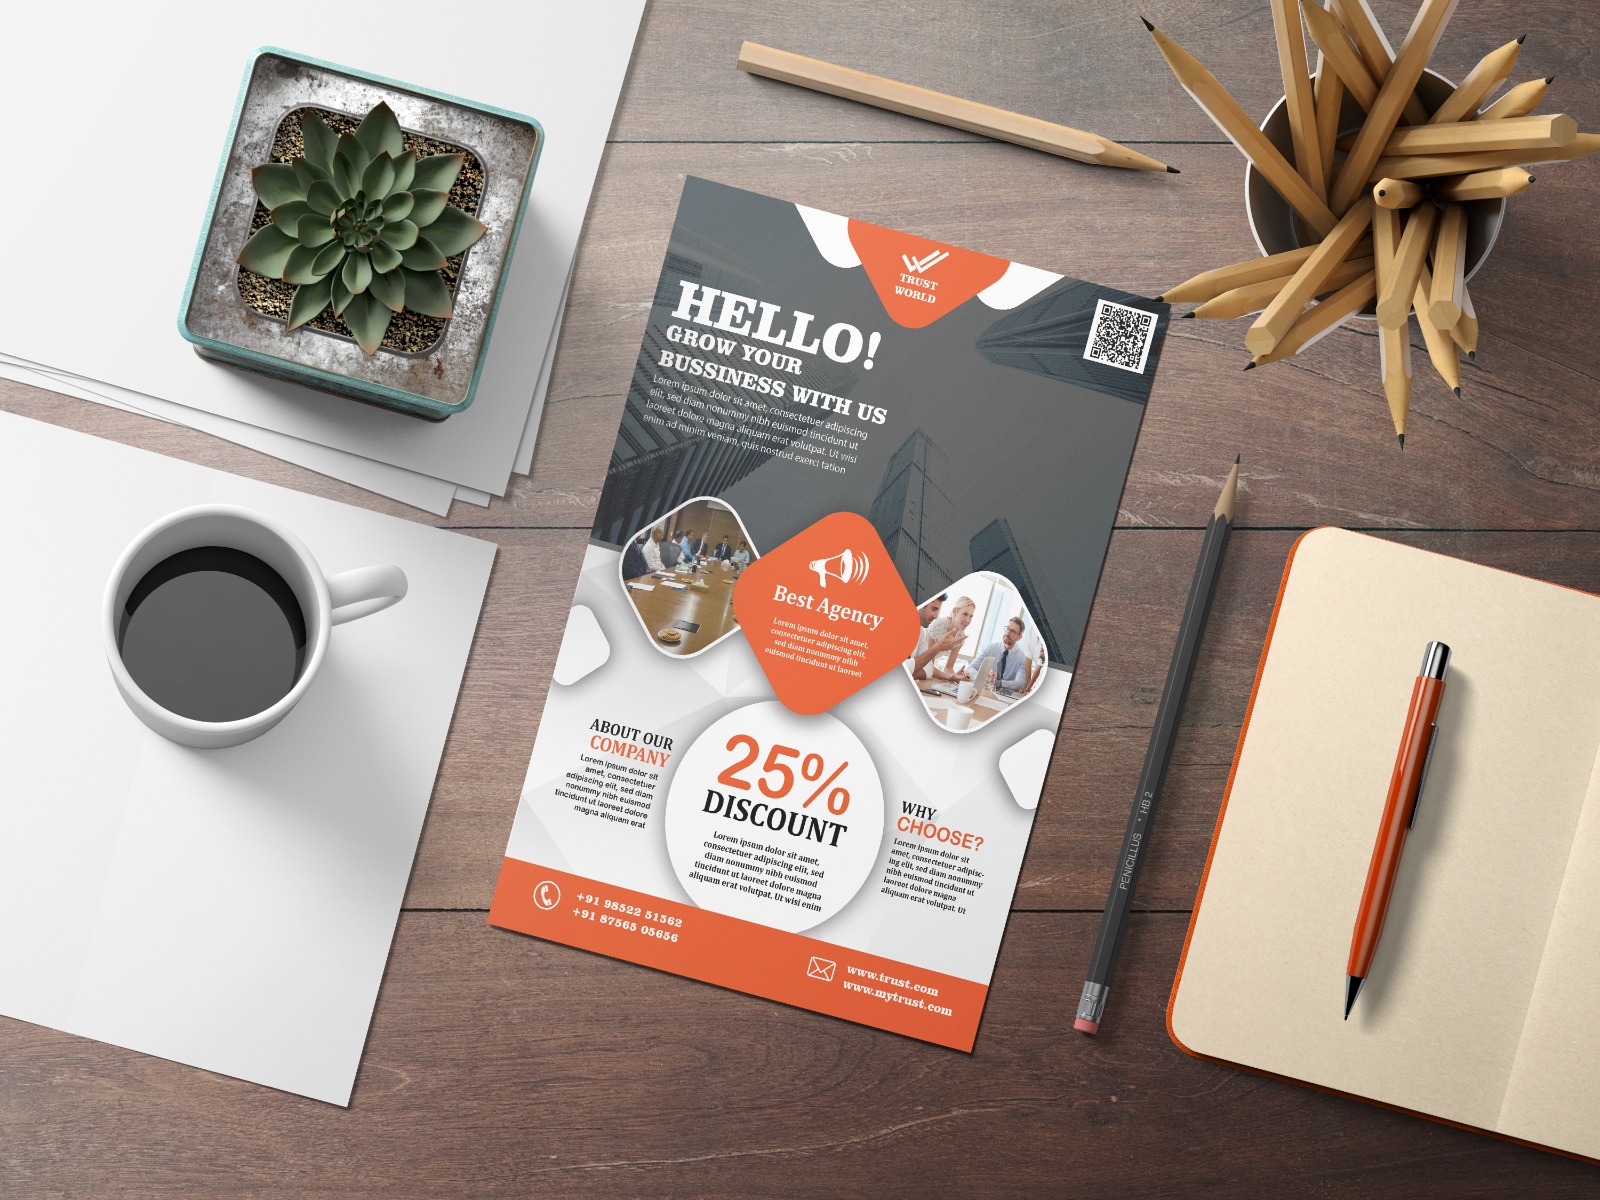 TRUST
WORLD
HELLO!
GROW YOUR
BUSSINESS WITH US
Lorem ipsum dolor sit amet, consectetuer adipiscing
elit, sed diam nonummy nibh euismod tincidunt ut
laoreet dolore magna aliquam erat volutpat. Ut wisi
enim ad minim veniam, quis nostrud exerci tation
Best Agency
Lorem ipsum dolor sit amet,
consectetuer adipiscing elit,
sed diam nonummy nibh
euismod tincidunt ut laoreet
ABOUT OUR
COMPANY
Lorem ipsum dolor sit
amet, consectetuer
adipiscing elit, sed diam
nonummy nibh euismod
tincidunt ut laoreet dolore
magna aliquam erat
25%
DISCOUNT
Lorem ipsum dolor sit amet,
consectetuer adipiscing elit, sed
diam nonummy nibh euismod
tincidunt ut laoreet dolore magna
aliquam erat volutpat. Ut wisi enim
WHY
CHOOSE?
Lorem ipsum dolor sit
amet, consectetuer adipisc-
ing elit, sed diam nonummy
nibh euismod tincidunt ut
laoreet dolore magna
aliquam erat volutpat. Ut
+91 98522 51562
+91 87565 05656
www.trust.com
www.mytrust.com
PENICILLUS * HB 2